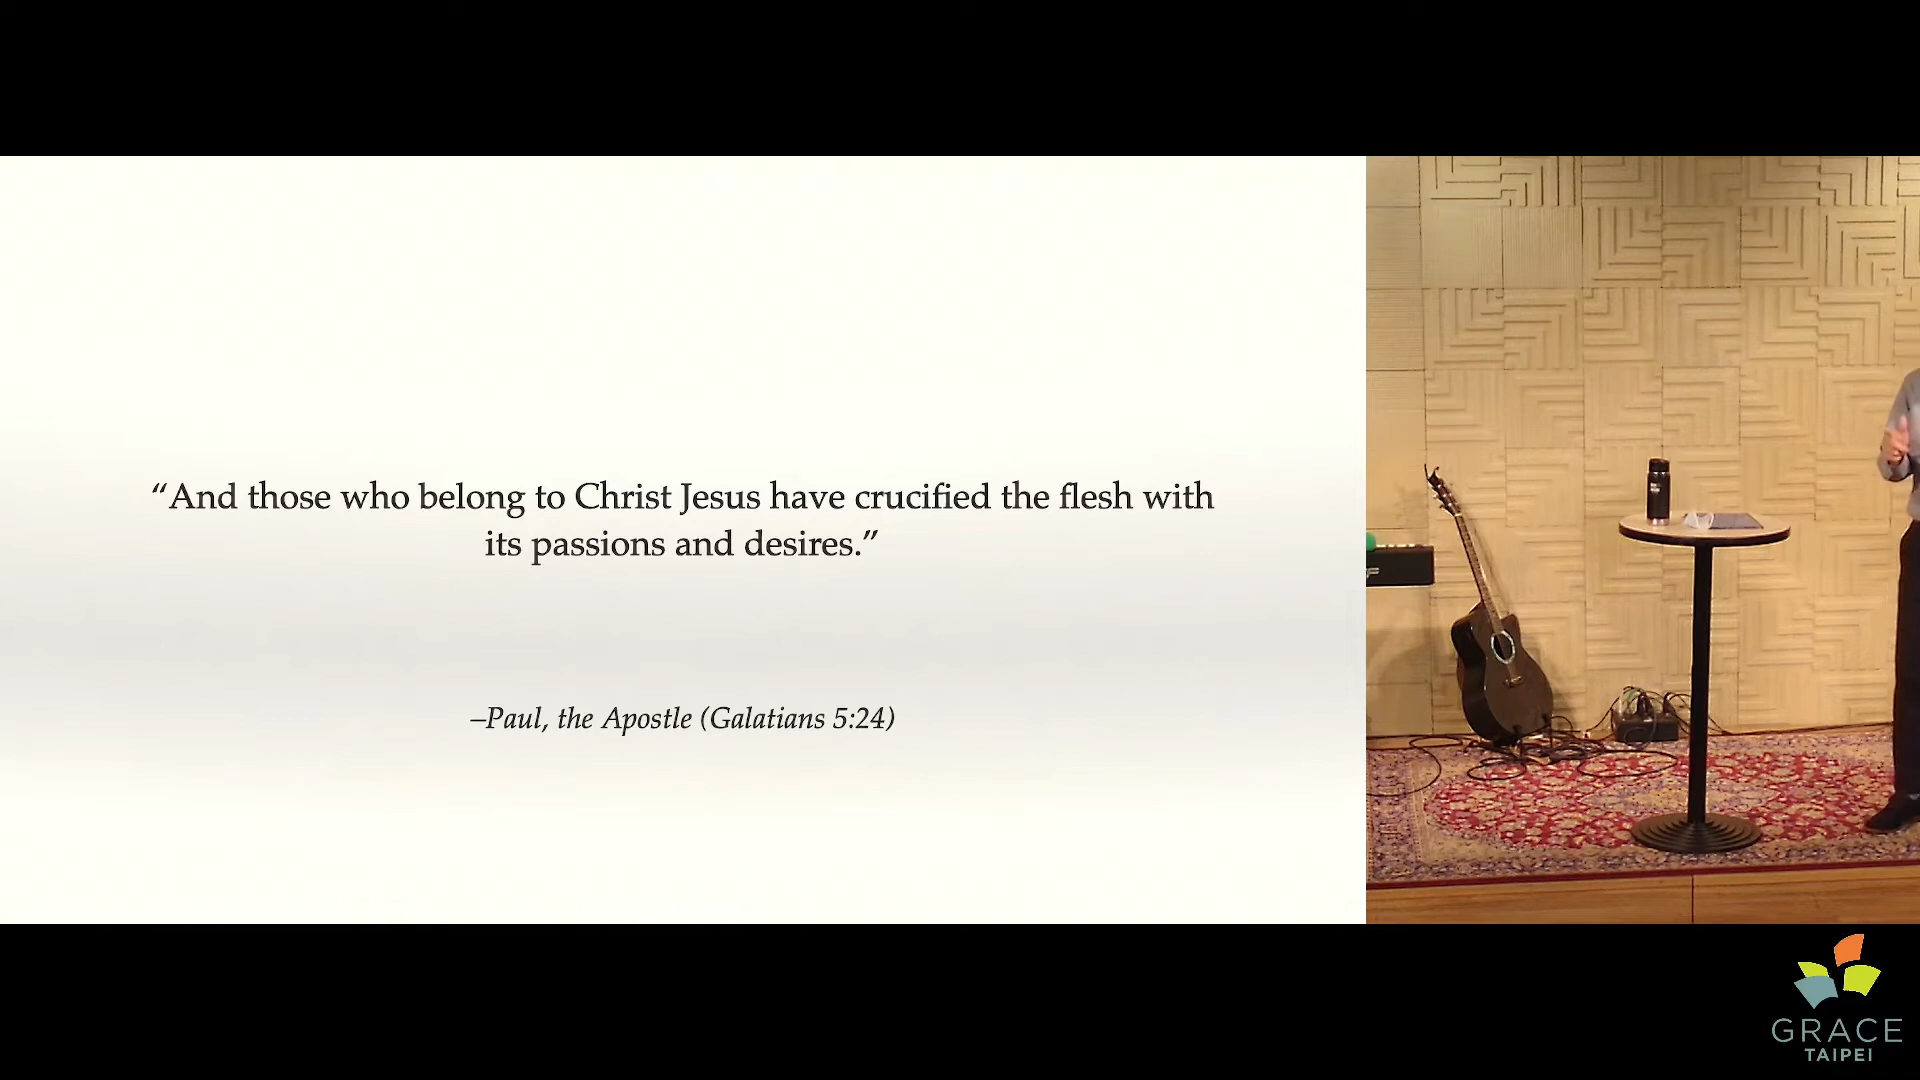 “And those who belong to Christ Jesus have crucified the flesh with
its passions and desires.”
–Paul, the Apostle (Galatians 5:24)
GRACE
TAIPEI